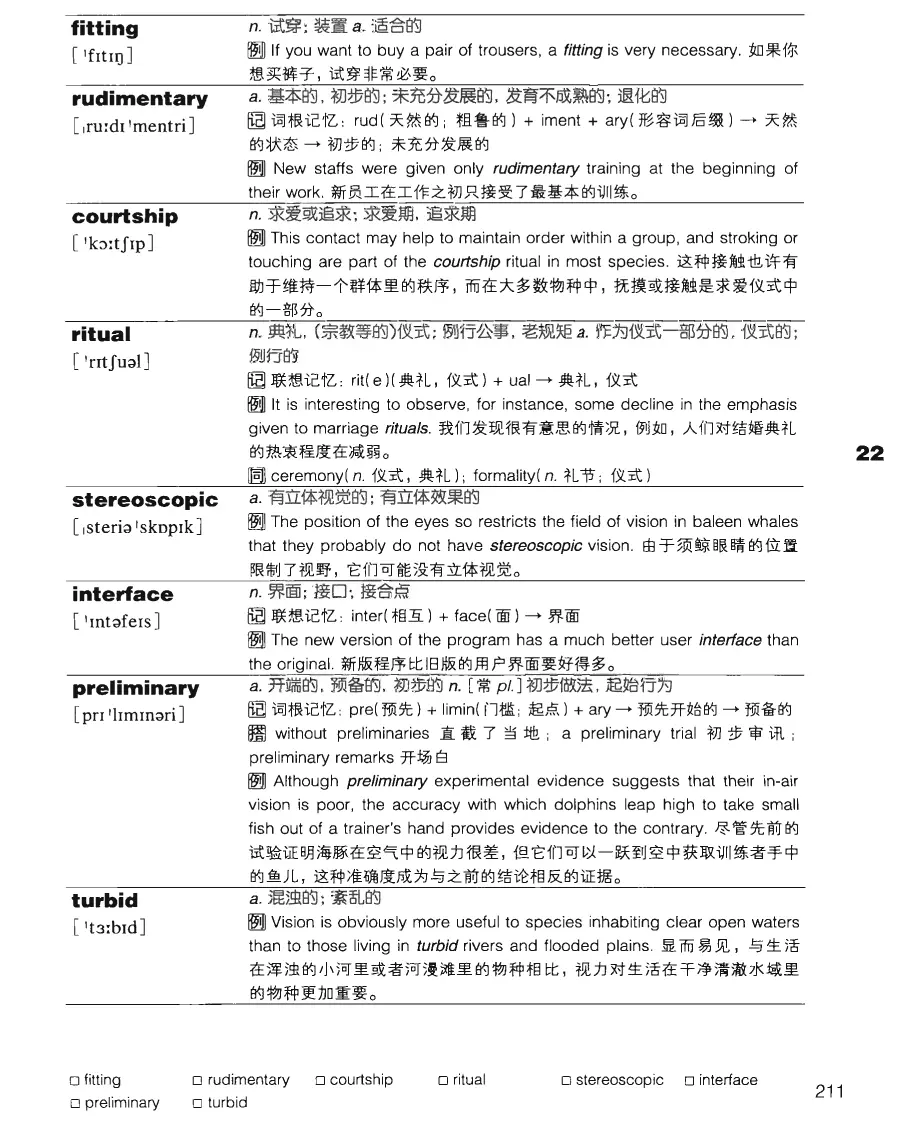 fitting
n. 试穿; 装置 a. 适合的
[ˈfɪtɪŋ]
例 If you want to buy a pair of trousers, a fitting is very necessary. 如果你
想买裤子，试穿非常必要。
rudimentary
a. 基本的, 初步的; 未充分发展的, 发育不成熟的; 退化的
[ˌruːdɪˈmentri]
记 词根记忆: rud(天然的; 粗鲁的) + iment + ary(形容词后缀) → 天然
的状态 → 初步的; 未充分发展的
例 New staffs were given only rudimentary training at the beginning of
their work. 新员工在工作之初只接受了最基本的训练。
courtship
n. 求爱或追求; 求爱期, 追求期
[ˈkɔːtʃɪp]
例 This contact may help to maintain order within a group, and stroking or
touching are part of the courtship ritual in most species. 这种接触也许有
助于维持一个群体里的秩序，而在大多数物种中，抚摸或接触是求爱仪式中
的一部分。
ritual
n. 典礼, (宗教等的)仪式; 例行公事, 老规矩 a. 作为仪式一部分的, 仪式的;
[ˈrɪtʃuəl]
例行的
记 联想记忆: rit(e)(典礼，仪式) + ual → 典礼，仪式
例 It is interesting to observe, for instance, some decline in the emphasis
given to marriage rituals. 我们发现很有意思的情况，例如，人们对结婚典礼
的热衷程度在减弱。
同 ceremony(n. 仪式，典礼); formality(n. 礼节; 仪式)
22
stereoscopic
a. 有立体视觉的; 有立体效果的
[ˌsteriəˈskɒpɪk]
例 The position of the eyes so restricts the field of vision in baleen whales
that they probably do not have stereoscopic vision. 由于须鲸眼睛的位置
限制了视野，它们可能没有立体视觉。
interface
n. 界面; 接口; 接合点
[ˈɪntəfeɪs]
记 联想记忆: inter(相互) + face(面) → 界面
例 The new version of the program has a much better user interface than
the original. 新版程序比旧版的用户界面要好得多。
preliminary
a. 开端的, 预备的, 初步的 n. [常 pl.] 初步做法, 起始行为
[prɪˈlɪmɪnəri]
记 词根记忆: pre(预先) + limin(门槛; 起点) + ary → 预先开始的 → 预备的
搭 without preliminaries 直截了当地; a preliminary trial 初步审讯;
preliminary remarks 开场白
例 Although preliminary experimental evidence suggests that their in-air
vision is poor, the accuracy with which dolphins leap high to take small
fish out of a trainer's hand provides evidence to the contrary. 尽管先前的
试验证明海豚在空气中的视力很差，但它们可以一跃到空中获取训练者手中
的鱼儿，这种准确度成为与之前的结论相反的证据。
turbid
a. 混浊的; 紊乱的
[ˈtɜːbɪd]
例 Vision is obviously more useful to species inhabiting clear open waters
than to those living in turbid rivers and flooded plains. 显而易见，与生活
在浑浊的小河里或者河漫滩里的物种相比，视力对生活在干净清澈水域里
的物种更加重要。
□ fitting □ rudimentary □ courtship □ ritual □ stereoscopic □ interface
□ preliminary □ turbid
211